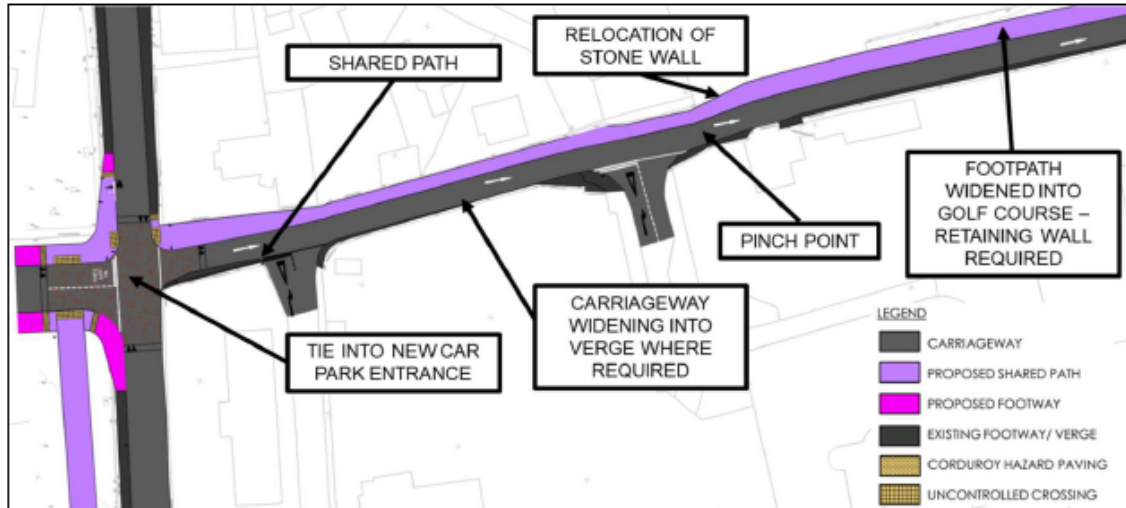 SHARED PATH
RELOCATION OF
STONE WALL
FOOTPATH
WIDENED INTO
GOLF COURSE –
RETAINING WALL
REQUIRED
PINCH POINT
TIE INTO NEW CAR
PARK ENTRANCE
CARRIAGEWAY
WIDENING INTO
VERGE WHERE
REQUIRED
LEGEND
CARRIAGEWAY
PROPOSED SHARED PATH
PROPOSED FOOTWAY
EXISTING FOOTWAY/ VERGE
CORDUROY HAZARD PAVING
UNCONTROLLED CROSSING